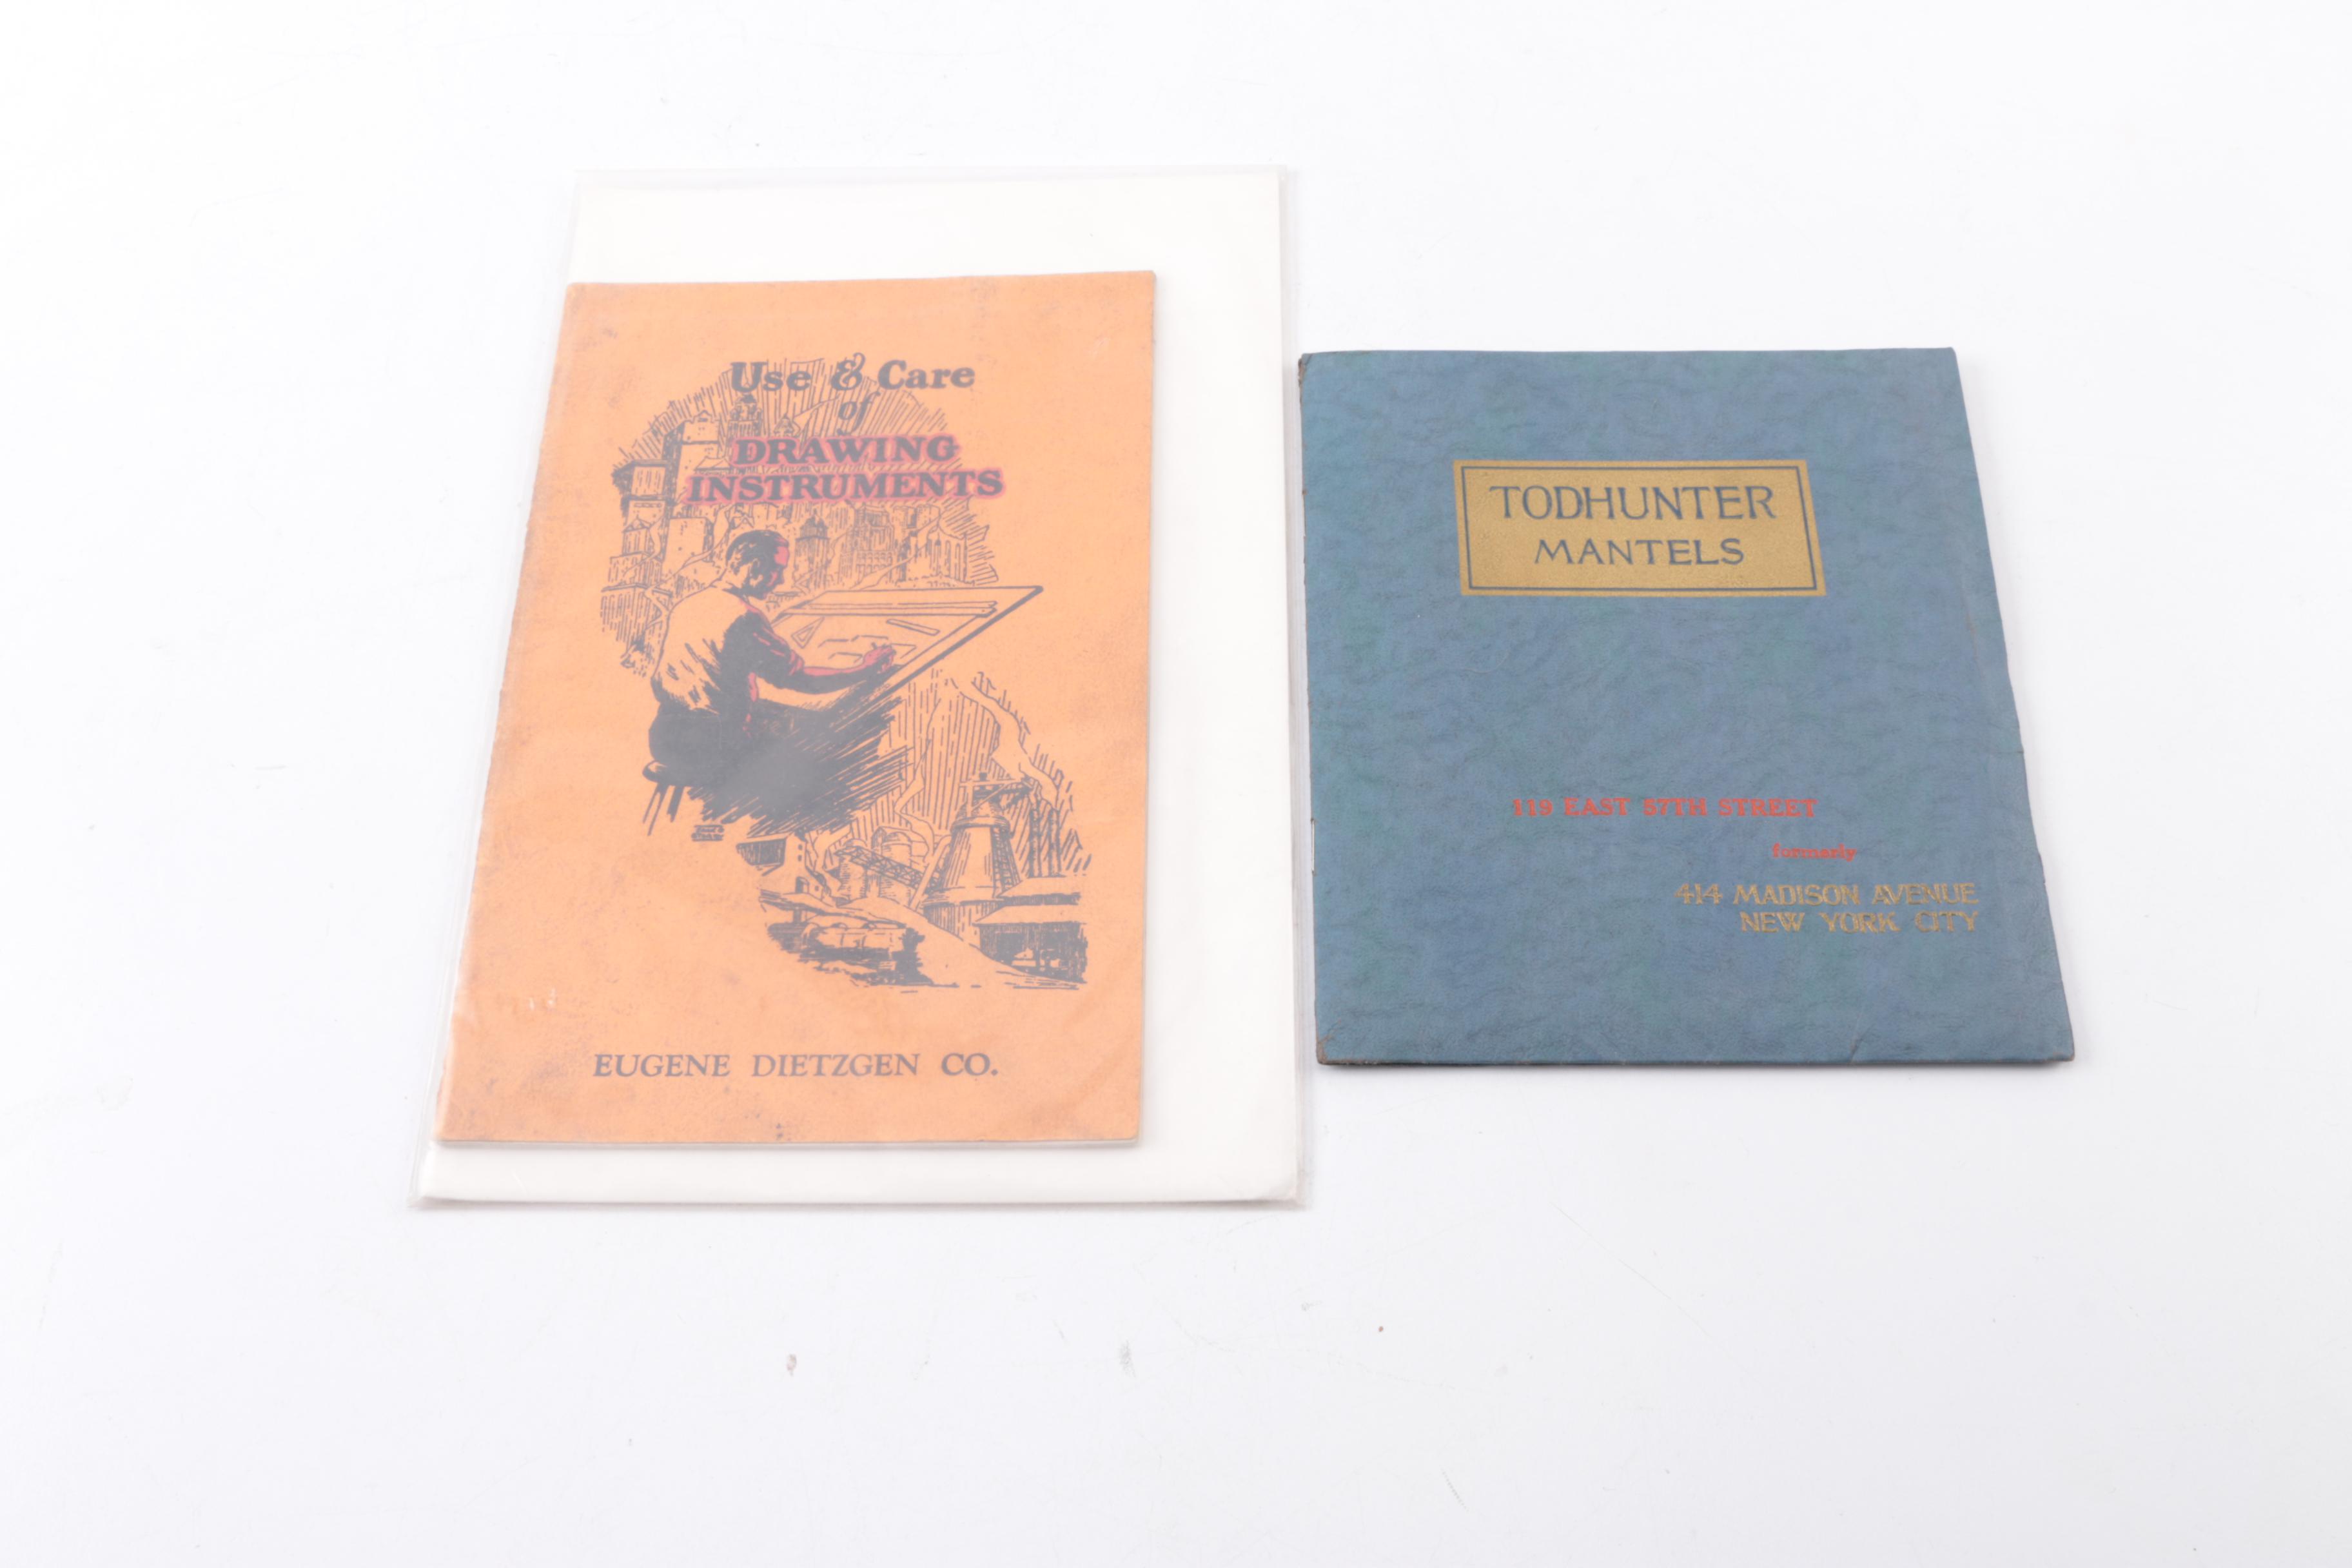 Use & Care
of
DRAWING
INSTRUMENTS
EUGENE DIETZGEN CO.
TODHUNTER
MANTELS
119 EAST 57TH STREET
formerly
414 MADISON AVENUE
NEW YORK CITY